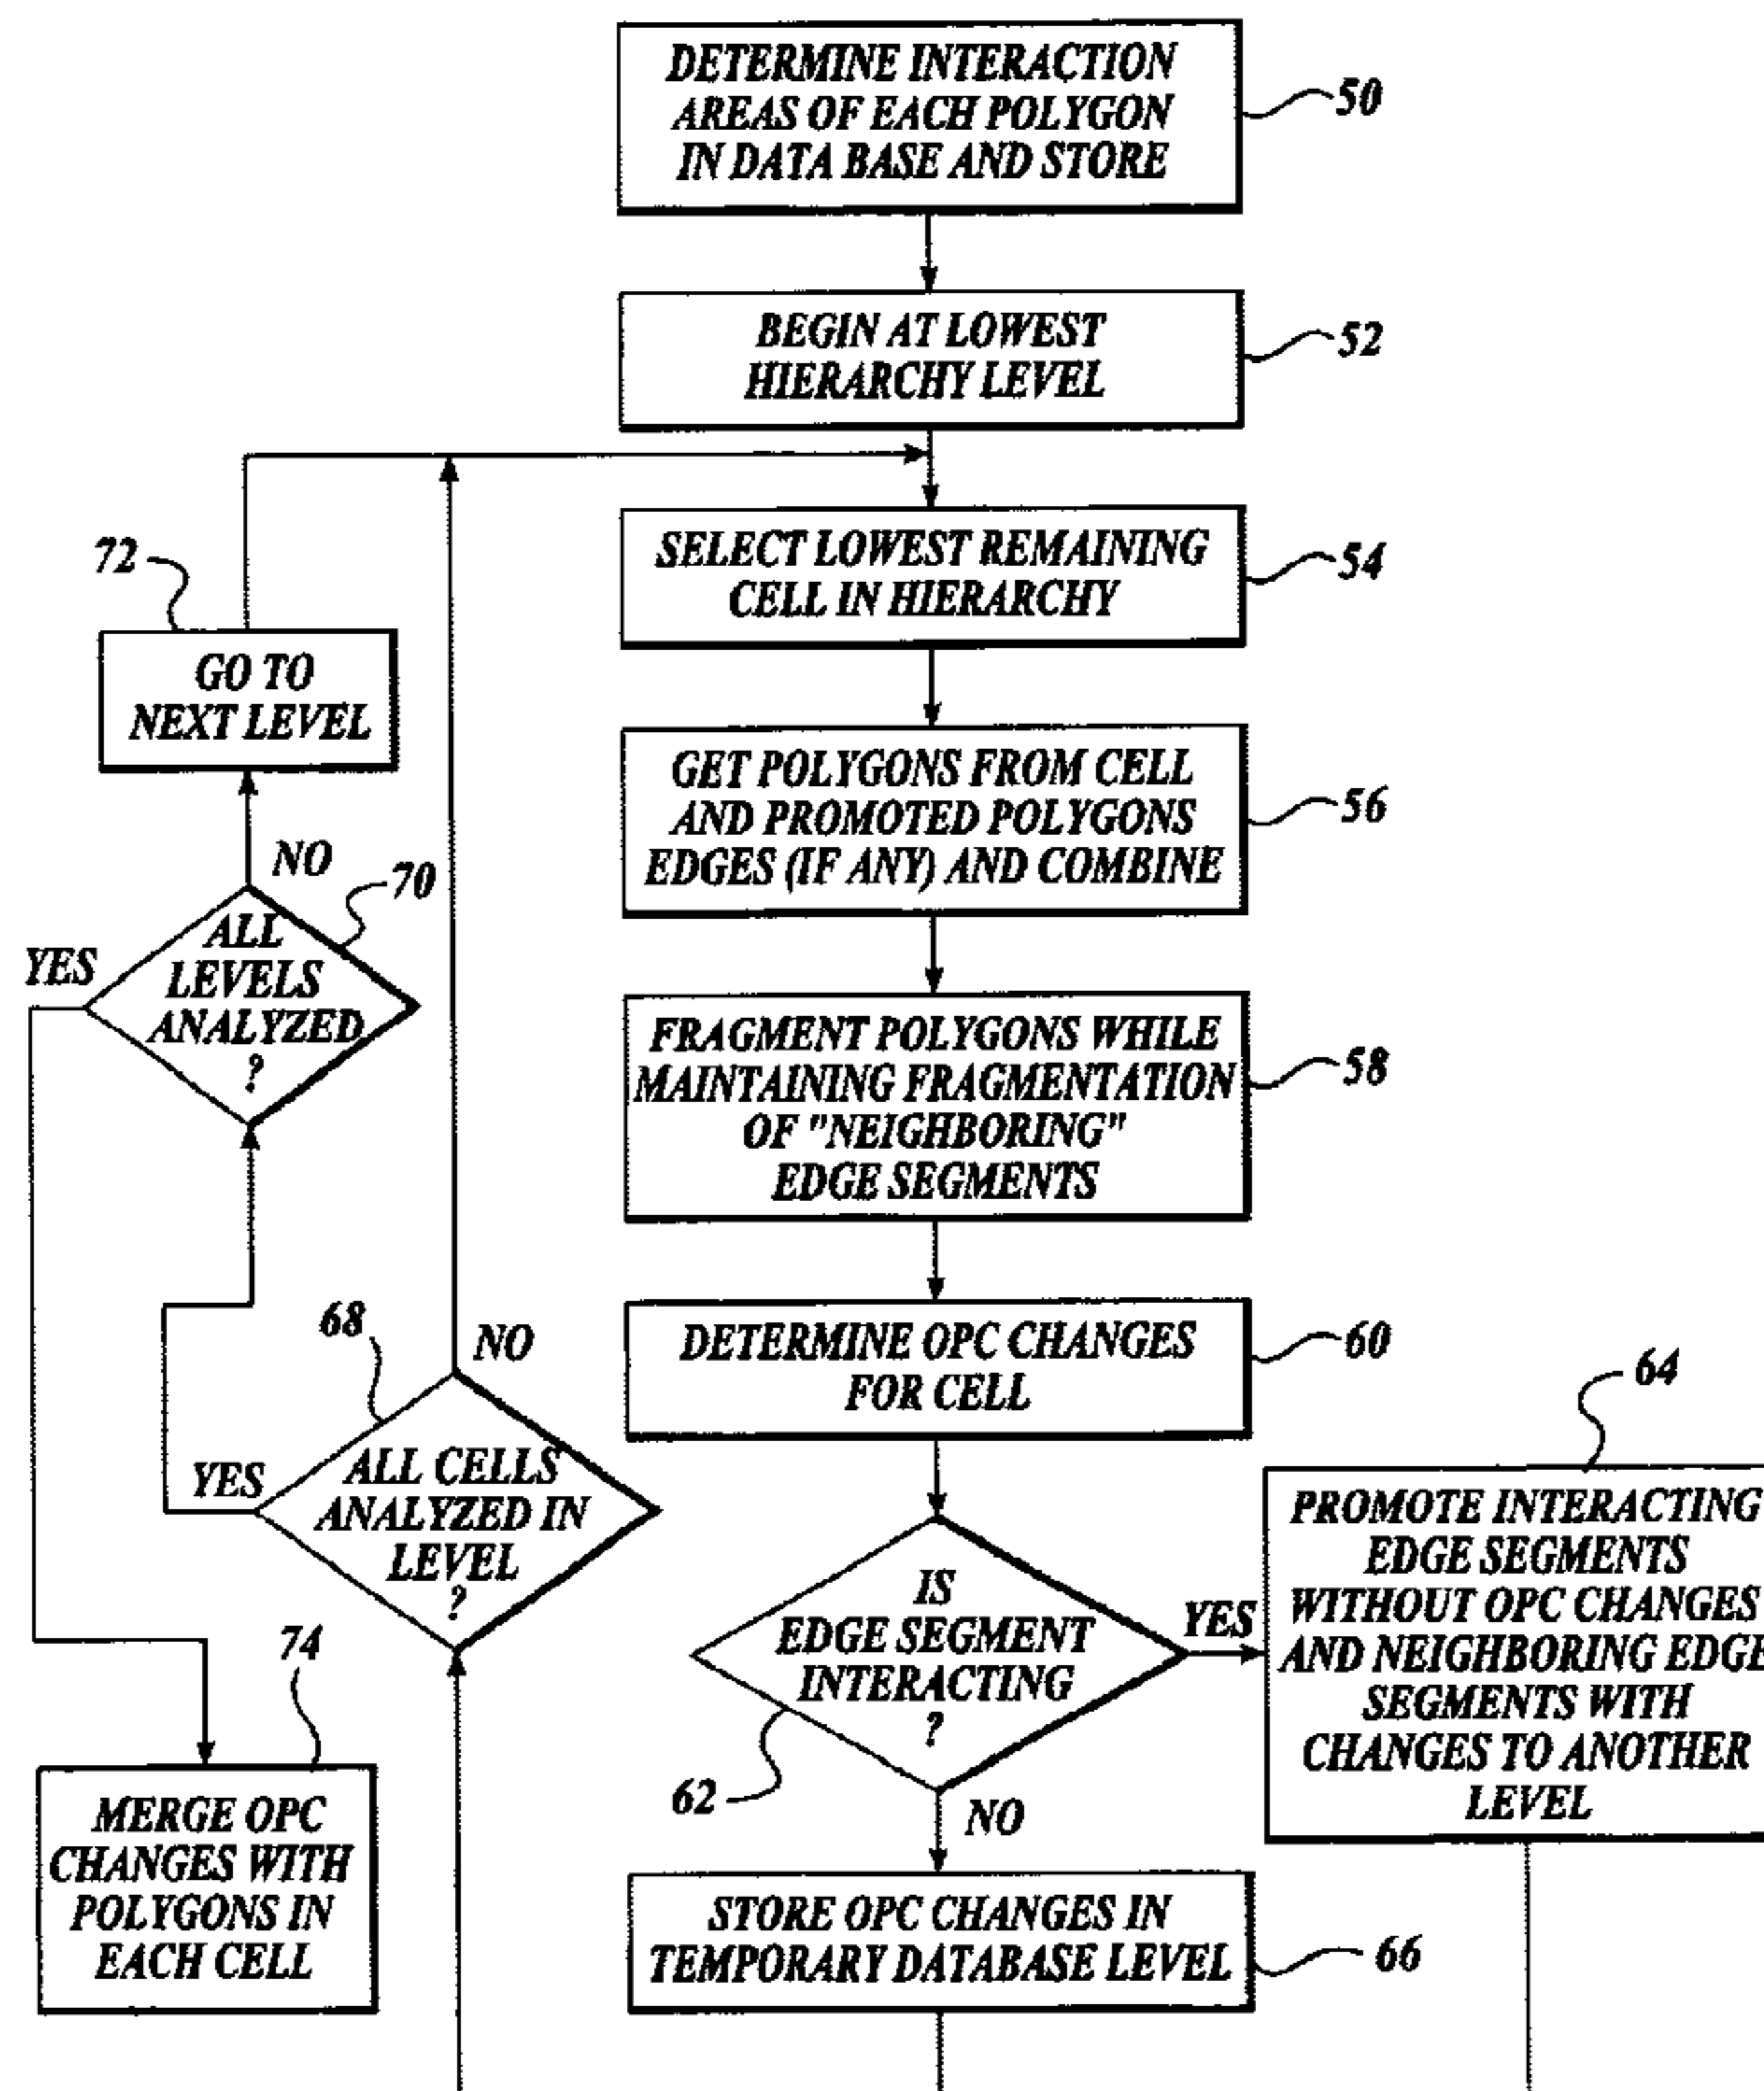 DETERMINE INTERACTION
AREAS OF EACH POLYGON
IN DATA BASE AND STORE
50
BEGIN AT LOWEST
HIERARCHY LEVEL
52
SELECT LOWEST REMAINING
CELL IN HIERARCHY
54
72
GO TO
NEXT LEVEL
GET POLYGONS FROM CELL
AND PROMOTED POLYGONS
EDGES (IF ANY) AND COMBINE
56
NO
70
YES
ALL
LEVELS
ANALYZED
?
FRAGMENT POLYGONS WHILE
MAINTAINING FRAGMENTATION
OF "NEIGHBORING"
EDGE SEGMENTS
58
DETERMINE OPC CHANGES
FOR CELL
60
68
NO
YES
ALL CELLS
ANALYZED IN
LEVEL
?
64
PROMOTE INTERACTING
EDGE SEGMENTS
WITHOUT OPC CHANGES
AND NEIGHBORING EDGE
SEGMENTS WITH
CHANGES TO ANOTHER
LEVEL
IS
EDGE SEGMENT
INTERACTING
?
YES
62
NO
74
MERGE OPC
CHANGES WITH
POLYGONS IN
EACH CELL
STORE OPC CHANGES IN
TEMPORARY DATABASE LEVEL
66